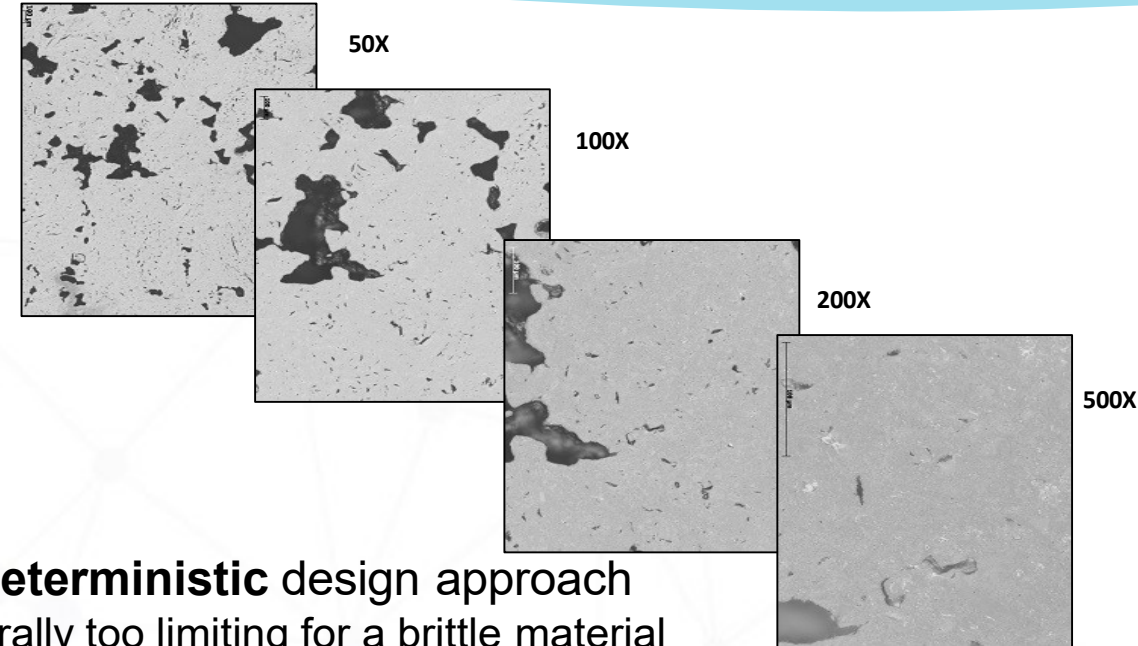 50X
100X
200X
500X
eterministic design approach
rally too limiting for a brittle material